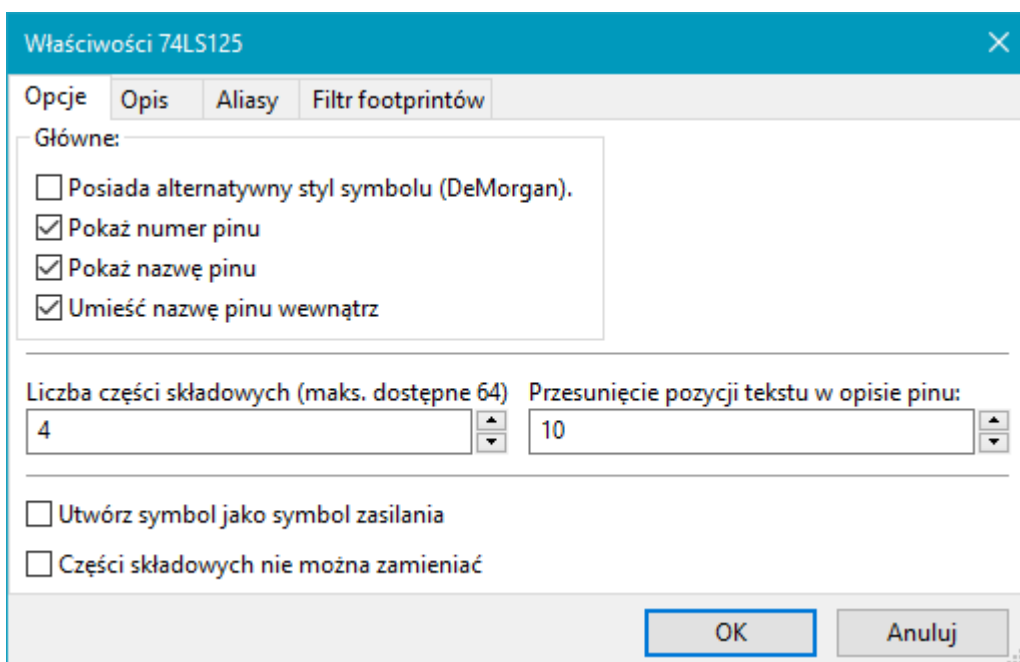 Właściwości 74LS125
Opcje Opis Aliasy Filtr footprintów
Główne:
Posiada alternatywny styl symbolu (DeMorgan).
Pokaż numer pinu
Pokaż nazwę pinu
Umieść nazwę pinu wewnątrz
Liczba części składowych (maks. dostępne 64) Przesunięcie pozycji tekstu w opisie pinu:
4 10
Utwórz symbol jako symbol zasilania
Części składowych nie można zamieniać
OK Anuluj